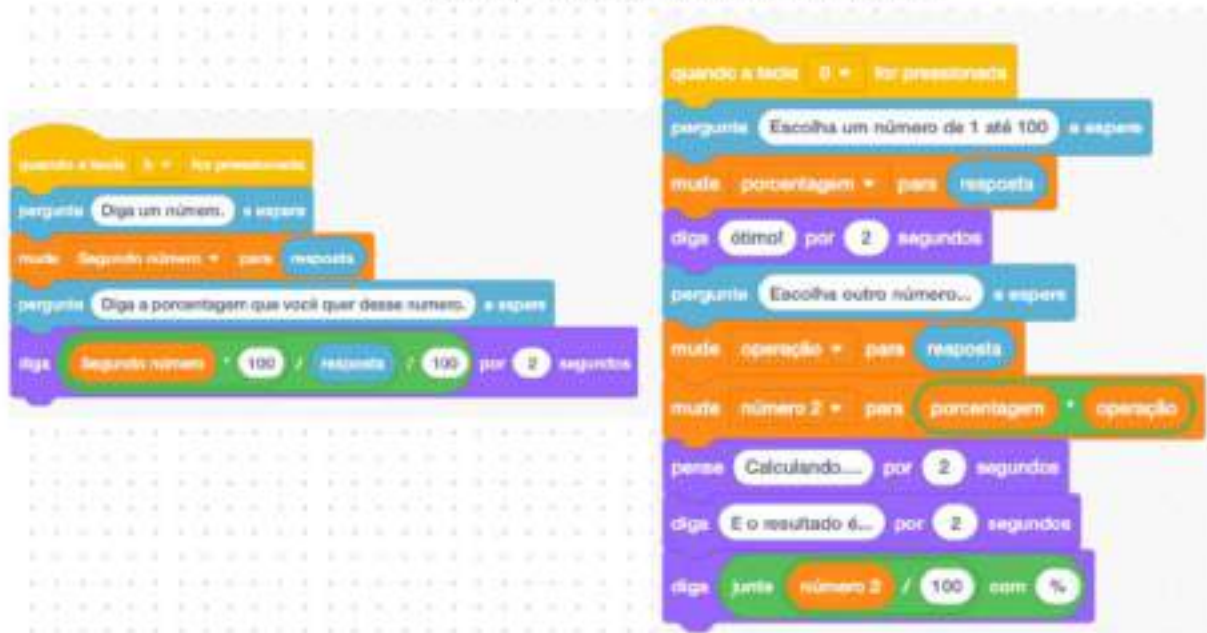 quando a tecla b for pressionada
pergunte Diga um número. e espere
mude Segundo número para resposta
pergunte Diga a porcentagem que você quer desse numero. e espere
diga Segundo número * 100 / resposta / 100 por 2 segundos
quando a tecla for pressionada
pergunte Escolha um número de 1 até 100 e espere
mude porcentagem para resposta
diga ótimo! por 2 segundos
pergunte Escolha outro número... e espere
mude operação para resposta
mude número 2 para porcentagem * operação
pense Calculando.... por 2 segundos
diga E o resultado é... por 2 segundos
diga junte número 2 / 100 com %